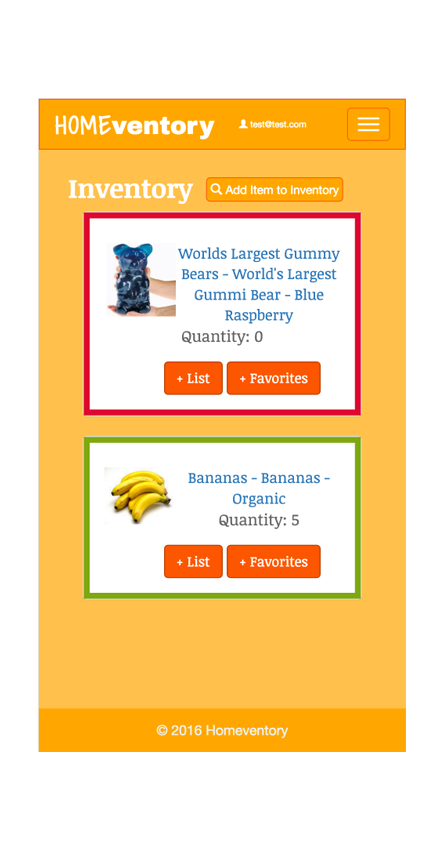 HOMEventory
test@test.com
Inventory
Add Item to Inventory
Worlds Largest Gummy
Bears - World's Largest
Gummi Bear - Blue
Raspberry
Quantity: 0
+ List
+ Favorites
Bananas - Bananas -
Organic
Quantity: 5
+ List
+ Favorites
© 2016 Homeventory